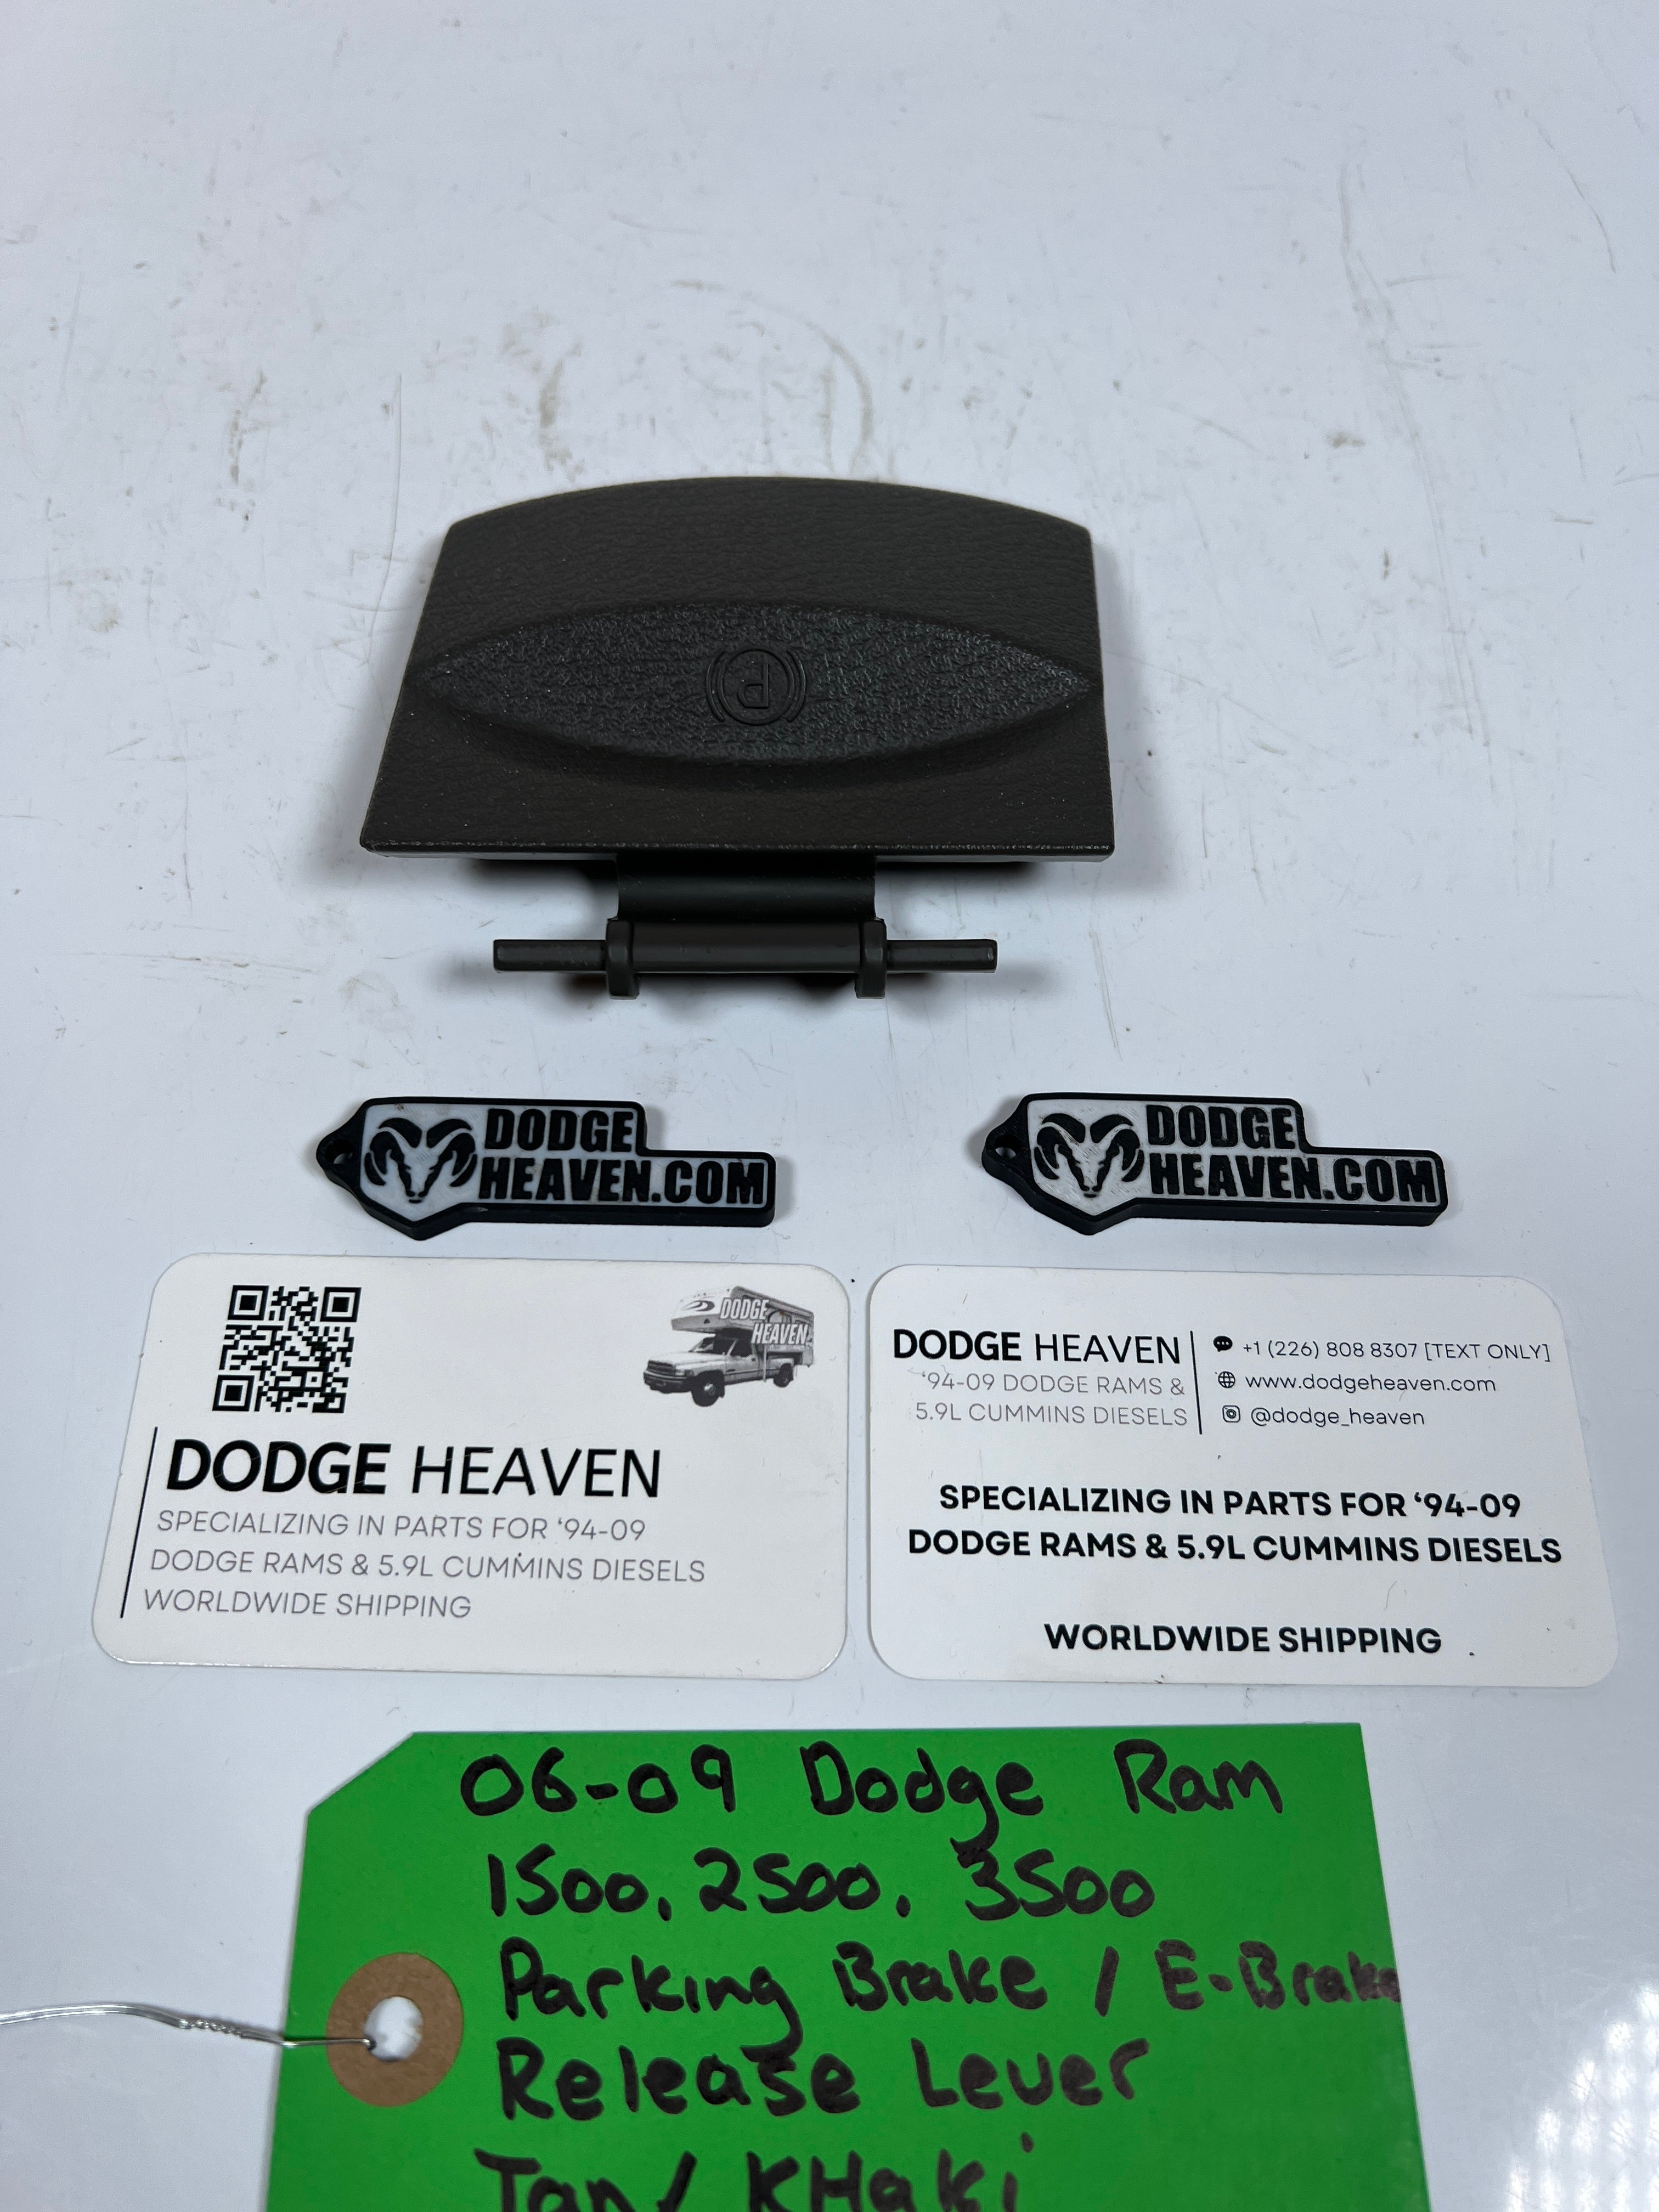 P
DODGE
HEAVEN.COM
DODGE
HEAVEN.COM
DODGE
HEAVEN
DODGE HEAVEN
SPECIALIZING IN PARTS FOR ‘94-09
DODGE RAMS & 5.9L CUMMINS DIESELS
WORLDWIDE SHIPPING
DODGE HEAVEN
‘94-09 DODGE RAMS &
5.9L CUMMINS DIESELS
+1 (226) 808 8307 [TEXT ONLY]
www.dodgeheaven.com
@dodge_heaven
SPECIALIZING IN PARTS FOR ‘94-09
DODGE RAMS & 5.9L CUMMINS DIESELS
WORLDWIDE SHIPPING
06-09 Dodge Ram
1500, 2500, 3500
Parking Brake / E-Brake
Release Lever
Tan/ KHaki